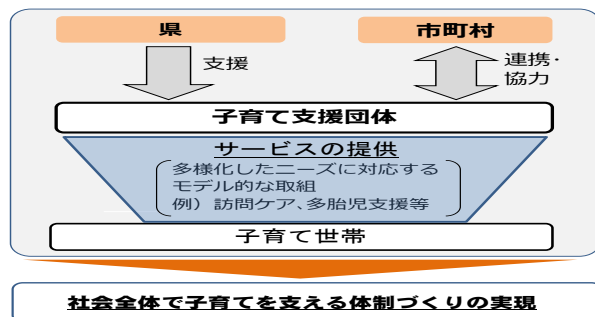 県
市町村
支援
連携・
協力
子育て支援団体
サービスの提供
多様化したニーズに対応する
モデル的な取組
例）訪問ケア、多胎児支援等
子育て世帯
社会全体で子育てを支える体制づくりの実現